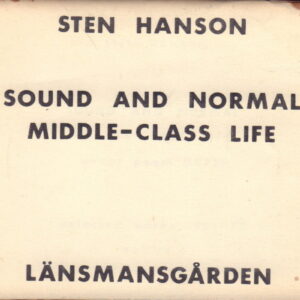 STEN HANSON
SOUND AND NORMAL
MIDDLE-CLASS LIFE
LÄNSMANSGÅRDEN